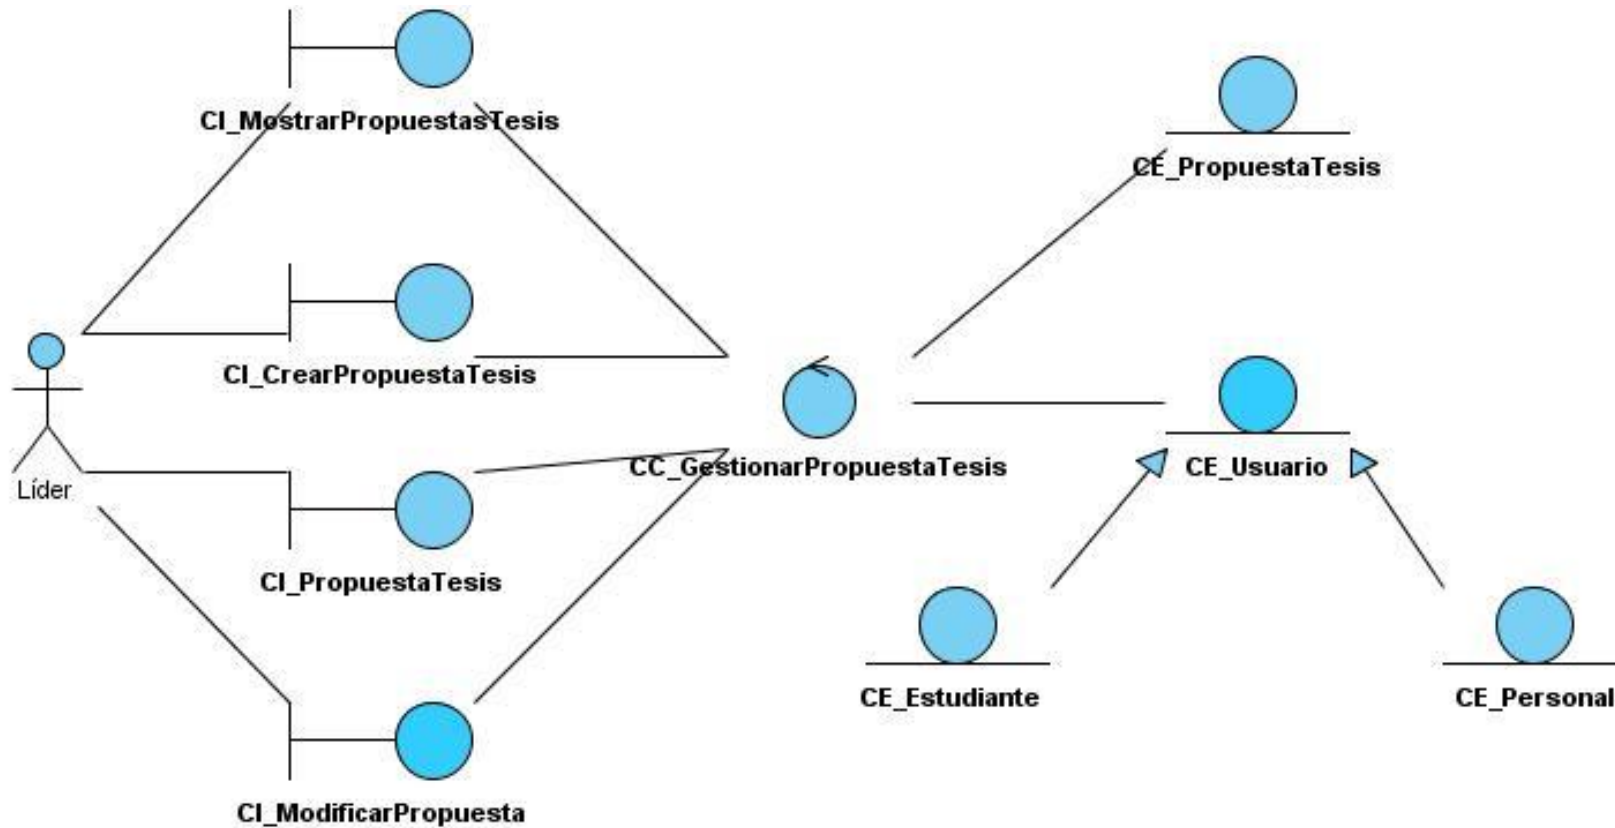 CI_MostrarPropuestasTesis
CE_PropuestaTesis
CI_CrearPropuestaTesis
CC_GestionarPropuestaTesis
CE_Usuario
Líder
CI_PropuestaTesis
CE_Estudiante
CE_Personal
CI_ModificarPropuesta